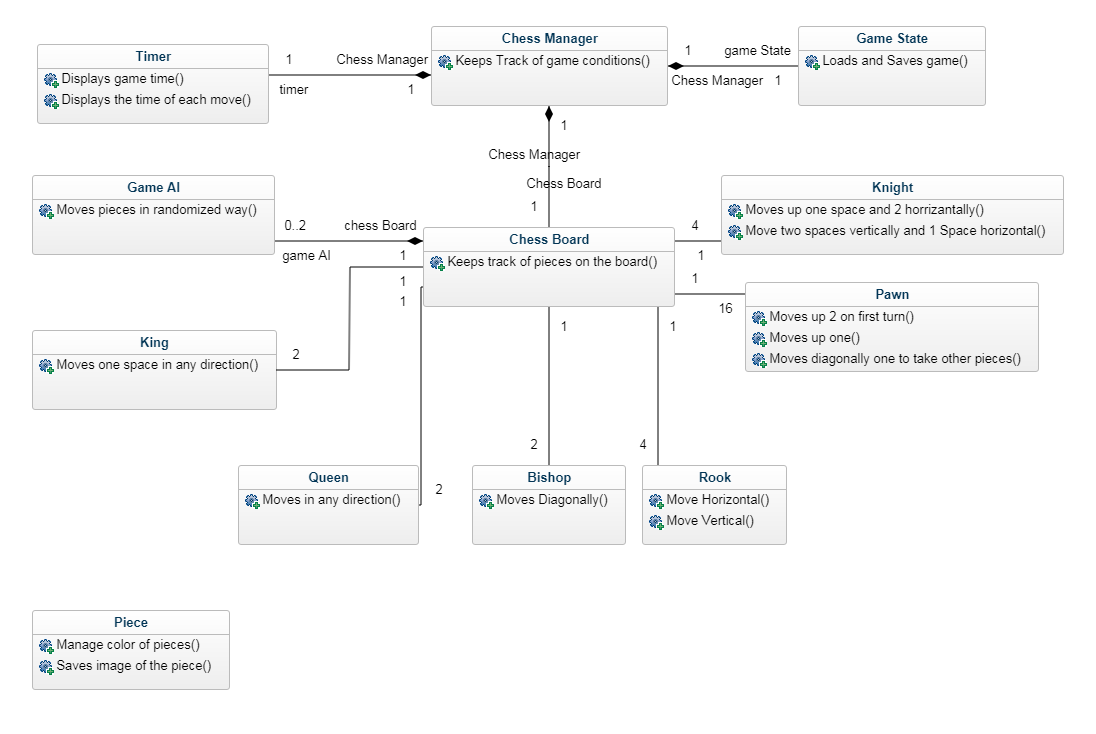 Timer
Displays game time()
Displays the time of each move()
1
Chess Manager
timer
1
Chess Manager
Keeps Track of game conditions()
1
game State
Chess Manager
1
Game State
Loads and Saves game()
1
Chess Manager
Chess Board
1
Game AI
Moves pieces in randomized way()
0..2
chess Board
game AI
1
Chess Board
Keeps track of pieces on the board()
Knight
Moves up one space and 2 horrizantally()
Move two spaces vertically and 1 Space horizontal()
4
1
1
16
Pawn
Moves up 2 on first turn()
Moves up one()
Moves diagonally one to take other pieces()
1
1
King
Moves one space in any direction()
2
1
1
2
4
Queen
Moves in any direction()
2
Bishop
Moves Diagonally()
Rook
Move Horizontal()
Move Vertical()
Piece
Manage color of pieces()
Saves image of the piece()